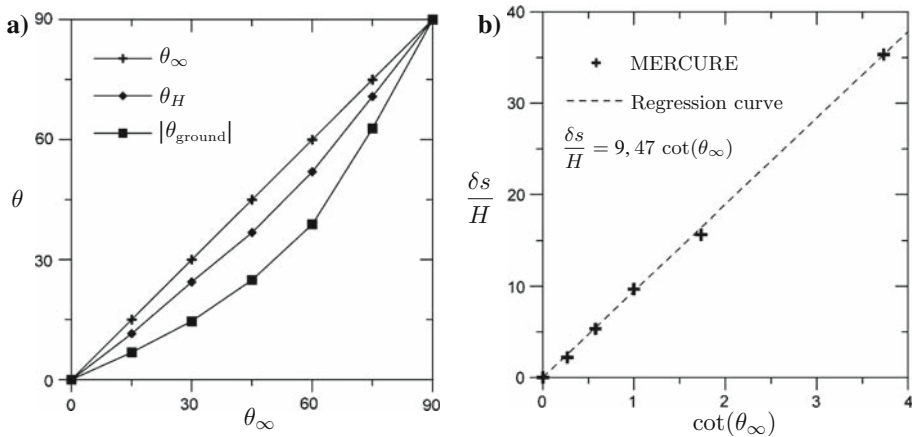 a)
90
60
30
0
θ
θ∞
θH
|θground|
0
30
60
90
θ∞
b)
40
30
20
10
0
δs/H
MERCURE
Regression curve
δs/H = 9, 47 cot(θ∞)
0
1
2
3
4
cot(θ∞)